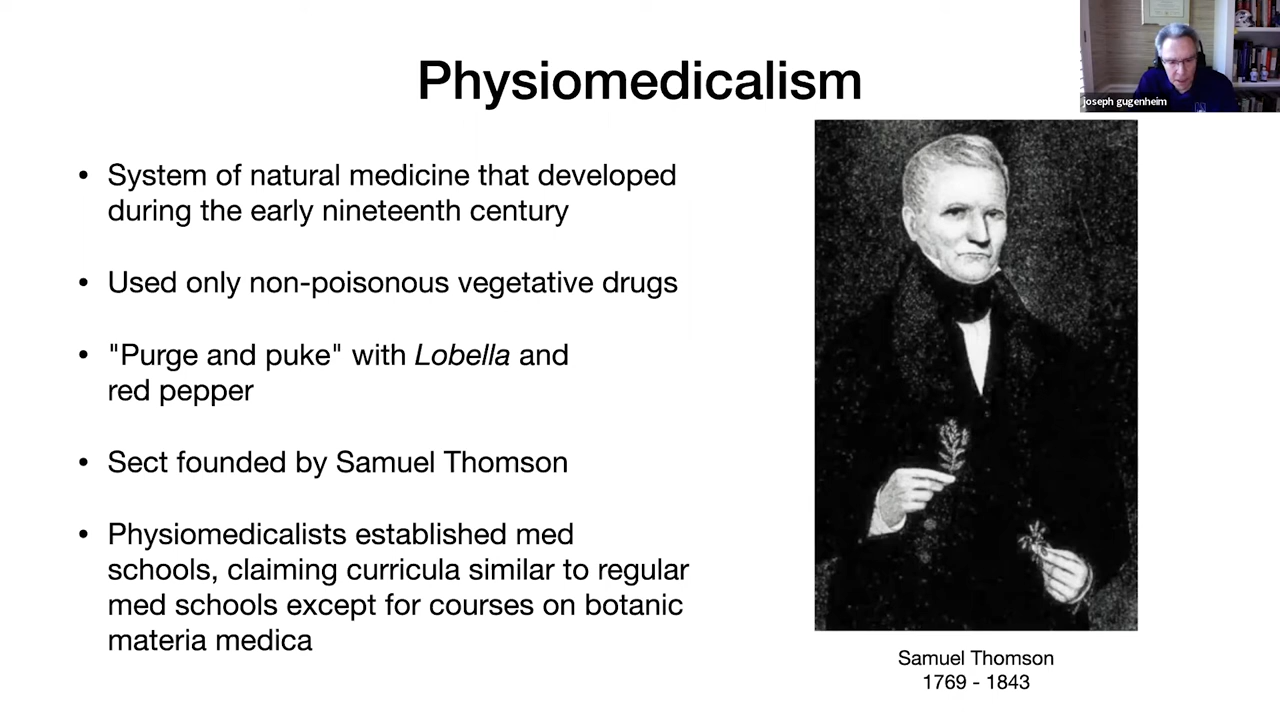 Physiomedicalism
joseph gugenheim
• System of natural medicine that developed
during the early nineteenth century
• Used only non-poisonous vegetative drugs
• "Purge and puke" with Lobella and
red pepper
• Sect founded by Samuel Thomson
• Physiomedicalists established med
schools, claiming curricula similar to regular
med schools except for courses on botanic
materia medica
Samuel Thomson
1769 - 1843